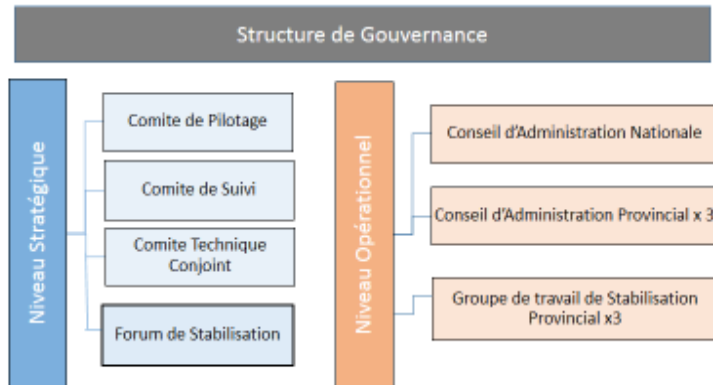 Structure de Gouvernance
Niveau Stratégique
Comite de Pilotage
Comite de Suivi
Comite Technique
Conjoint
Forum de Stabilisation
Niveau Opérationnel
Conseil d'Administration Nationale
Conseil d'Administration Provincial x 3
Groupe de travail de Stabilisation
Provincial x3